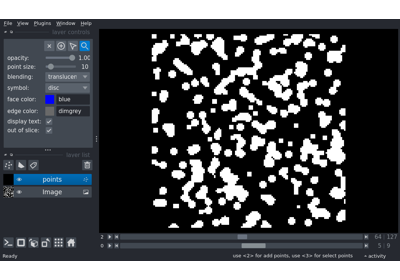 File View Plugins Window Help
layer controls
opacity: 1.00
point size: 10
blending: translucen
symbol: disc
face color: blue
edge color: dimgrey
display text:
out of slice:
layer list
points
Image
2 64 127
0 5 9
Ready use <2> for add points, use <3> for select points activity